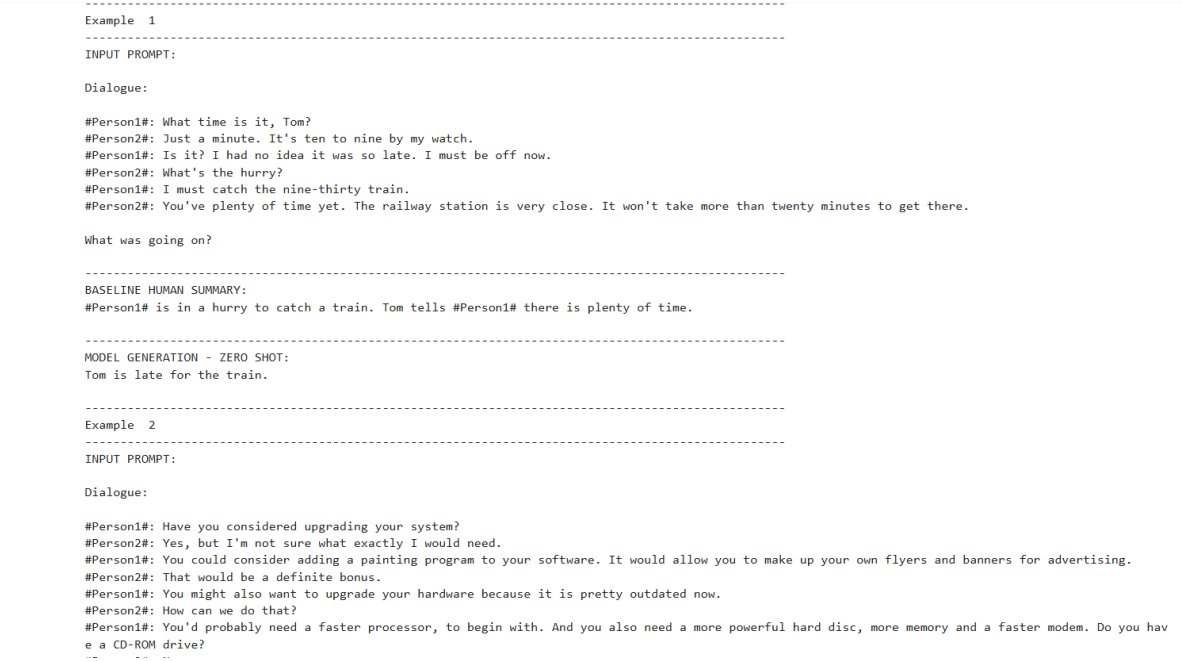 ---------------------------------------------------------------------------------------------------
Example  1
---------------------------------------------------------------------------------------------------
INPUT PROMPT:
Dialogue:
#Person1#: What time is it, Tom?
#Person2#: Just a minute. It's ten to nine by my watch.
#Person1#: Is it? I had no idea it was so late. I must be off now.
#Person2#: What's the hurry?
#Person1#: I must catch the nine-thirty train.
#Person2#: You've plenty of time yet. The railway station is very close. It won't take more than twenty minutes to get there.
What was going on?
---------------------------------------------------------------------------------------------------
BASELINE HUMAN SUMMARY:
#Person1# is in a hurry to catch a train. Tom tells #Person1# there is plenty of time.
---------------------------------------------------------------------------------------------------
MODEL GENERATION - ZERO SHOT:
Tom is late for the train.
---------------------------------------------------------------------------------------------------
Example  2
---------------------------------------------------------------------------------------------------
INPUT PROMPT:
Dialogue:
#Person1#: Have you considered upgrading your system?
#Person2#: Yes, but I'm not sure what exactly I would need.
#Person1#: You could consider adding a painting program to your software. It would allow you to make up your own flyers and banners for advertising.
#Person2#: That would be a definite bonus.
#Person1#: You might also want to upgrade your hardware because it is pretty outdated now.
#Person2#: How can we do that?
#Person1#: You'd probably need a faster processor, to begin with. And you also need a more powerful hard disc, more memory and a faster modem. Do you hav
e a CD-ROM drive?